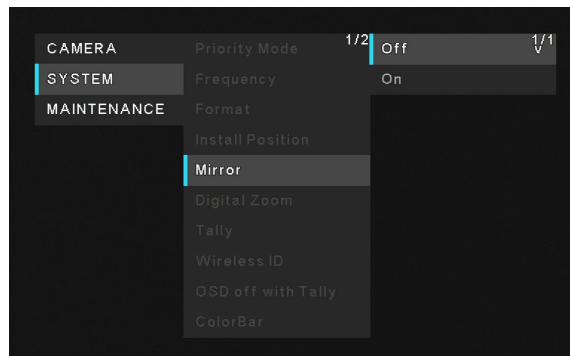 CAMERA
SYSTEM
MAINTENANCE
Priority Mode 1/2
Frequency
Format
Install Position
Mirror
Digital Zoom
Tally
Wireless ID
OSD off with Tally
ColorBar
Off 1/1
On